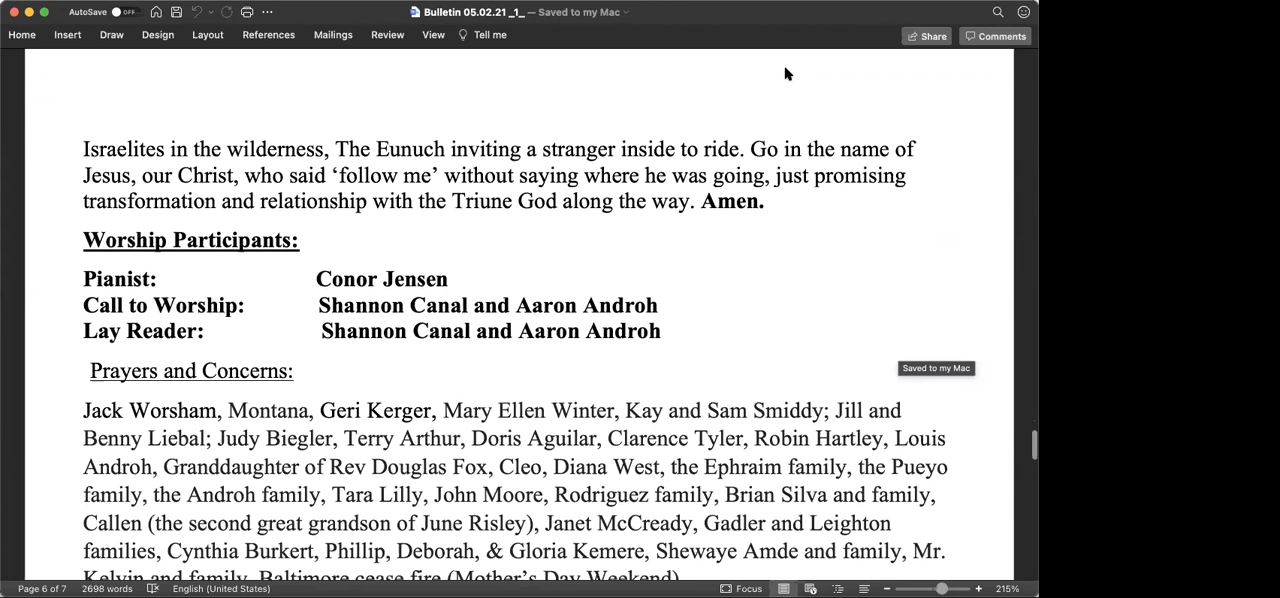 AutoSave OFF Bulletin 05.02.21 _1_ — Saved to my Mac
Home Insert Draw Design Layout References Mailings Review View Tell me Share Comments
Israelites in the wilderness, The Eunuch inviting a stranger inside to ride. Go in the name of
Jesus, our Christ, who said ‘follow me’ without saying where he was going, just promising
transformation and relationship with the Triune God along the way. Amen.
Worship Participants:
Pianist: Conor Jensen
Call to Worship: Shannon Canal and Aaron Androh
Lay Reader: Shannon Canal and Aaron Androh
Prayers and Concerns:
Saved to my Mac
Jack Worsham, Montana, Geri Kerger, Mary Ellen Winter, Kay and Sam Smiddy; Jill and
Benny Liebal; Judy Biegler, Terry Arthur, Doris Aguilar, Clarence Tyler, Robin Hartley, Louis
Androh, Granddaughter of Rev Douglas Fox, Cleo, Diana West, the Ephraim family, the Pueyo
family, the Androh family, Tara Lilly, John Moore, Rodriguez family, Brian Silva and family,
Callen (the second great grandson of June Risley), Janet McCready, Gadler and Leighton
families, Cynthia Burkert, Phillip, Deborah, & Gloria Kemere, Shewaye Amde and family, Mr.
Kelvin and family, Baltimore cease fire (Mother’s Day Weekend)
Page 6 of 7 2698 words English (United States) Focus 215%